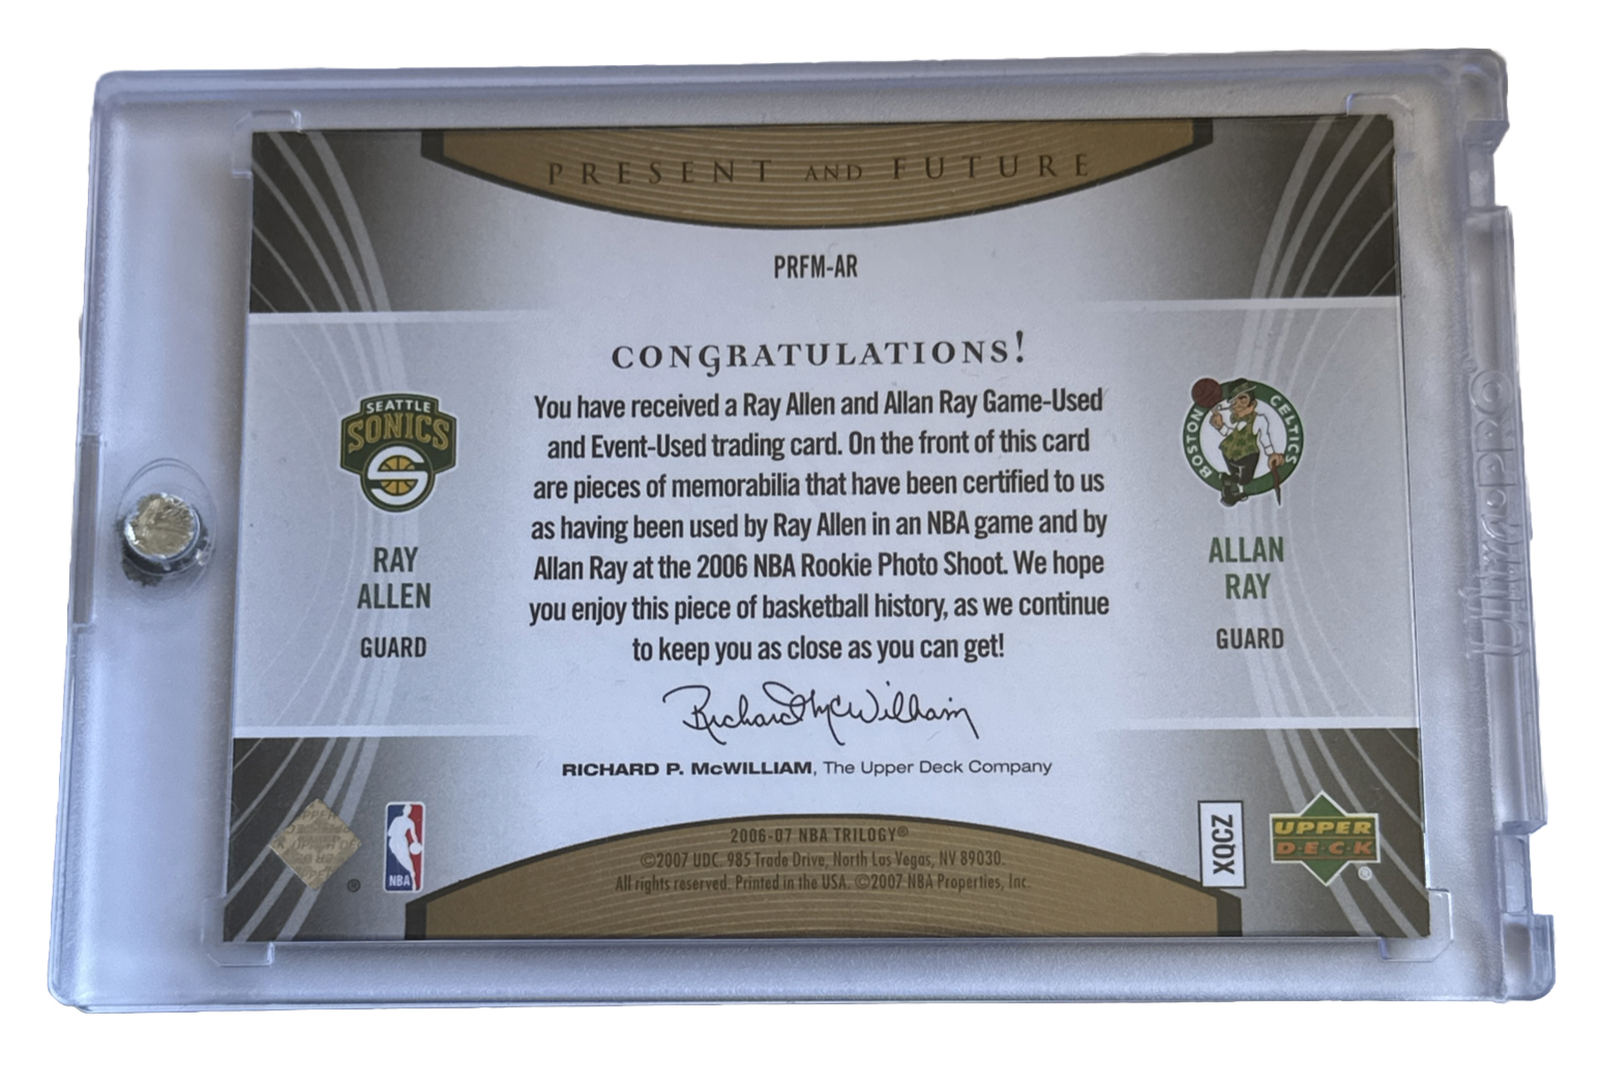 PRESENT AND FUTURE
PRFM-AR
CONGRATULATIONS!
You have received a Ray Allen and Allan Ray Game-Used
and Event-Used trading card. On the front of this card
are pieces of memorabilia that have been certified to us
as having been used by Ray Allen in an NBA game and by
Allan Ray at the 2006 NBA Rookie Photo Shoot. We hope
you enjoy this piece of basketball history, as we continue
to keep you as close as you can get!
SEATTLE
SONICS
RAY
ALLEN
GUARD
BOSTON CELTICS
ALLAN
RAY
GUARD
Richard McWilliam
RICHARD P. McWILLIAM, The Upper Deck Company
NBA
2006-07 NBA TRILOGY®
©2007 UDC. 985 Trade Drive, North Las Vegas, NV 89030.
All rights reserved. Printed in the USA. ©2007 NBA Properties, Inc.
XQCZ
UPPER
DECK
®
®
Ultra•PRO